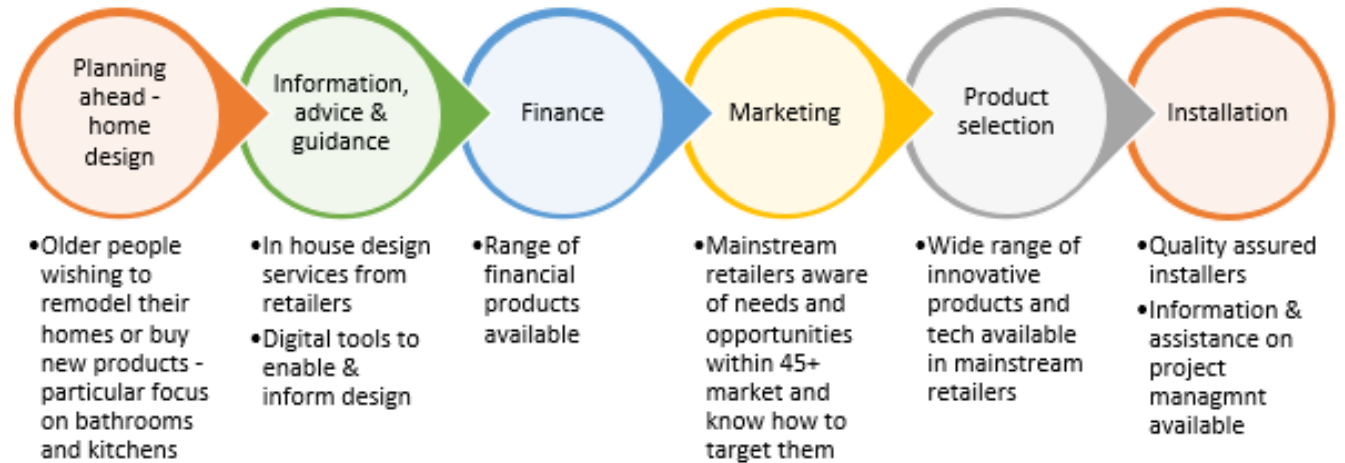 Planning
ahead -
home
design
Information,
advice &
guidance
Finance
Marketing
Product
selection
Installation
•Older people
wishing to
remodel their
homes or buy
new products -
particular focus
on bathrooms
and kitchens
•In house design
services from
retailers
•Digital tools to
enable &
inform design
•Range of
financial
products
available
•Mainstream
retailers aware
of needs and
opportunities
within 45+
market and
know how to
target them
•Wide range of
innovative
products and
tech available
in mainstream
retailers
•Quality assured
installers
•Information &
assistance on
project
managmnt
available